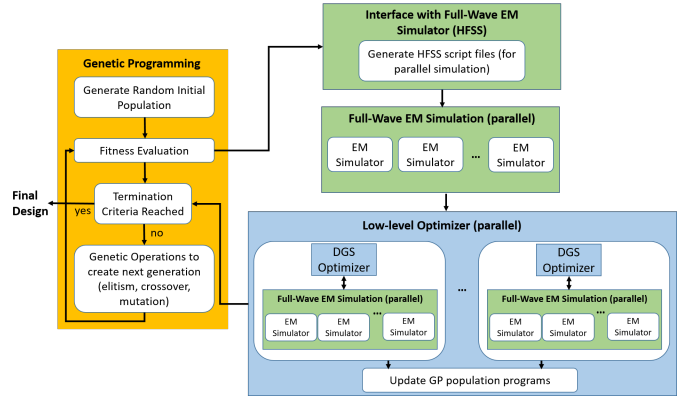 Genetic Programming
Generate Random Initial
Population
Fitness Evaluation
Termination
Criteria Reached
yes
no
Final
Design
Genetic Operations to
create next generation
(elitism, crossover,
mutation)
Interface with Full-Wave EM
Simulator (HFSS)
Generate HFSS script files (for
parallel simulation)
Full-Wave EM Simulation (parallel)
EM
Simulator
EM
Simulator
...
EM
Simulator
Low-level Optimizer (parallel)
DGS
Optimizer
Full-Wave EM Simulation (parallel)
EM
Simulator
EM
Simulator
...
EM
Simulator
...
DGS
Optimizer
Full-Wave EM Simulation (parallel)
EM
Simulator
EM
Simulator
...
EM
Simulator
Update GP population programs